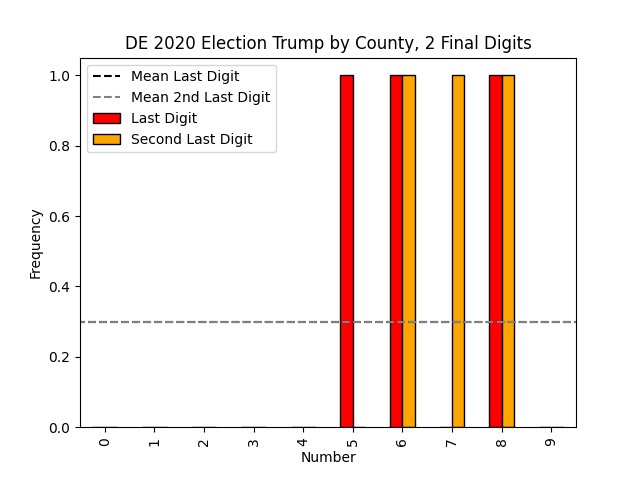 DE 2020 Election Trump by County, 2 Final Digits
Mean Last Digit
Mean 2nd Last Digit
Last Digit
Second Last Digit
1.0
0.8
0.6
0.4
0.2
0.0
Frequency
0
1
2
3
4
5
6
7
8
9
Number